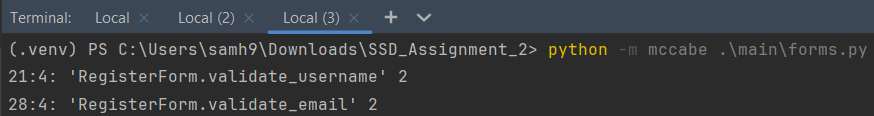 Terminal: Local × Local (2) × Local (3) × +
(.venv) PS C:\Users\samh9\Downloads\SSD_Assignment_2> python -m mccabe .\main\forms.py
21:4: 'RegisterForm.validate_username' 2
28:4: 'RegisterForm.validate_email' 2